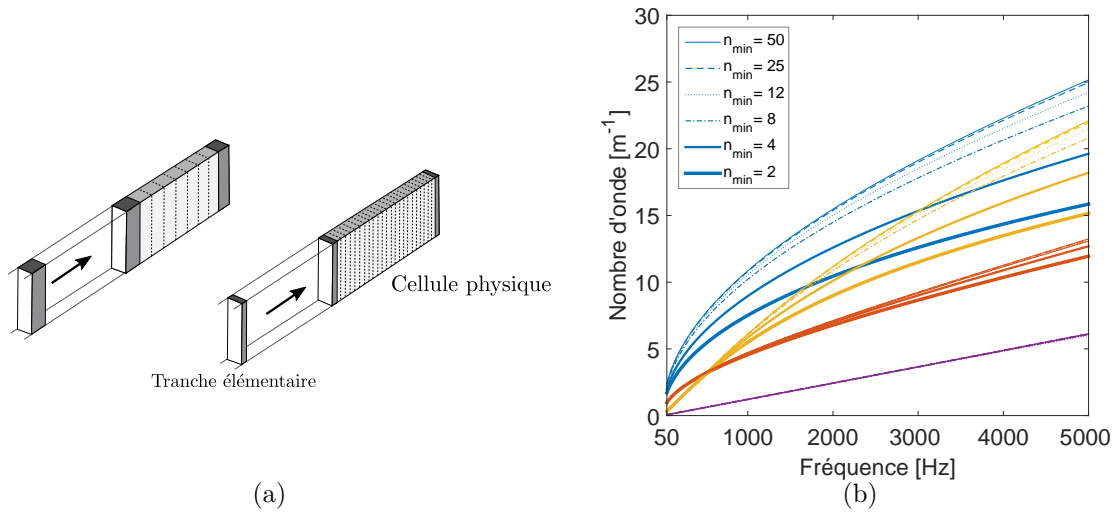 Cellule physique
Tranche élémentaire
(a)
30
25
20
15
10
5
0
Nombre d'onde [m⁻¹]
n_min = 50
n_min = 25
n_min = 12
n_min = 8
n_min = 4
n_min = 2
50 1000 2000 3000 4000 5000
Fréquence [Hz]
(b)